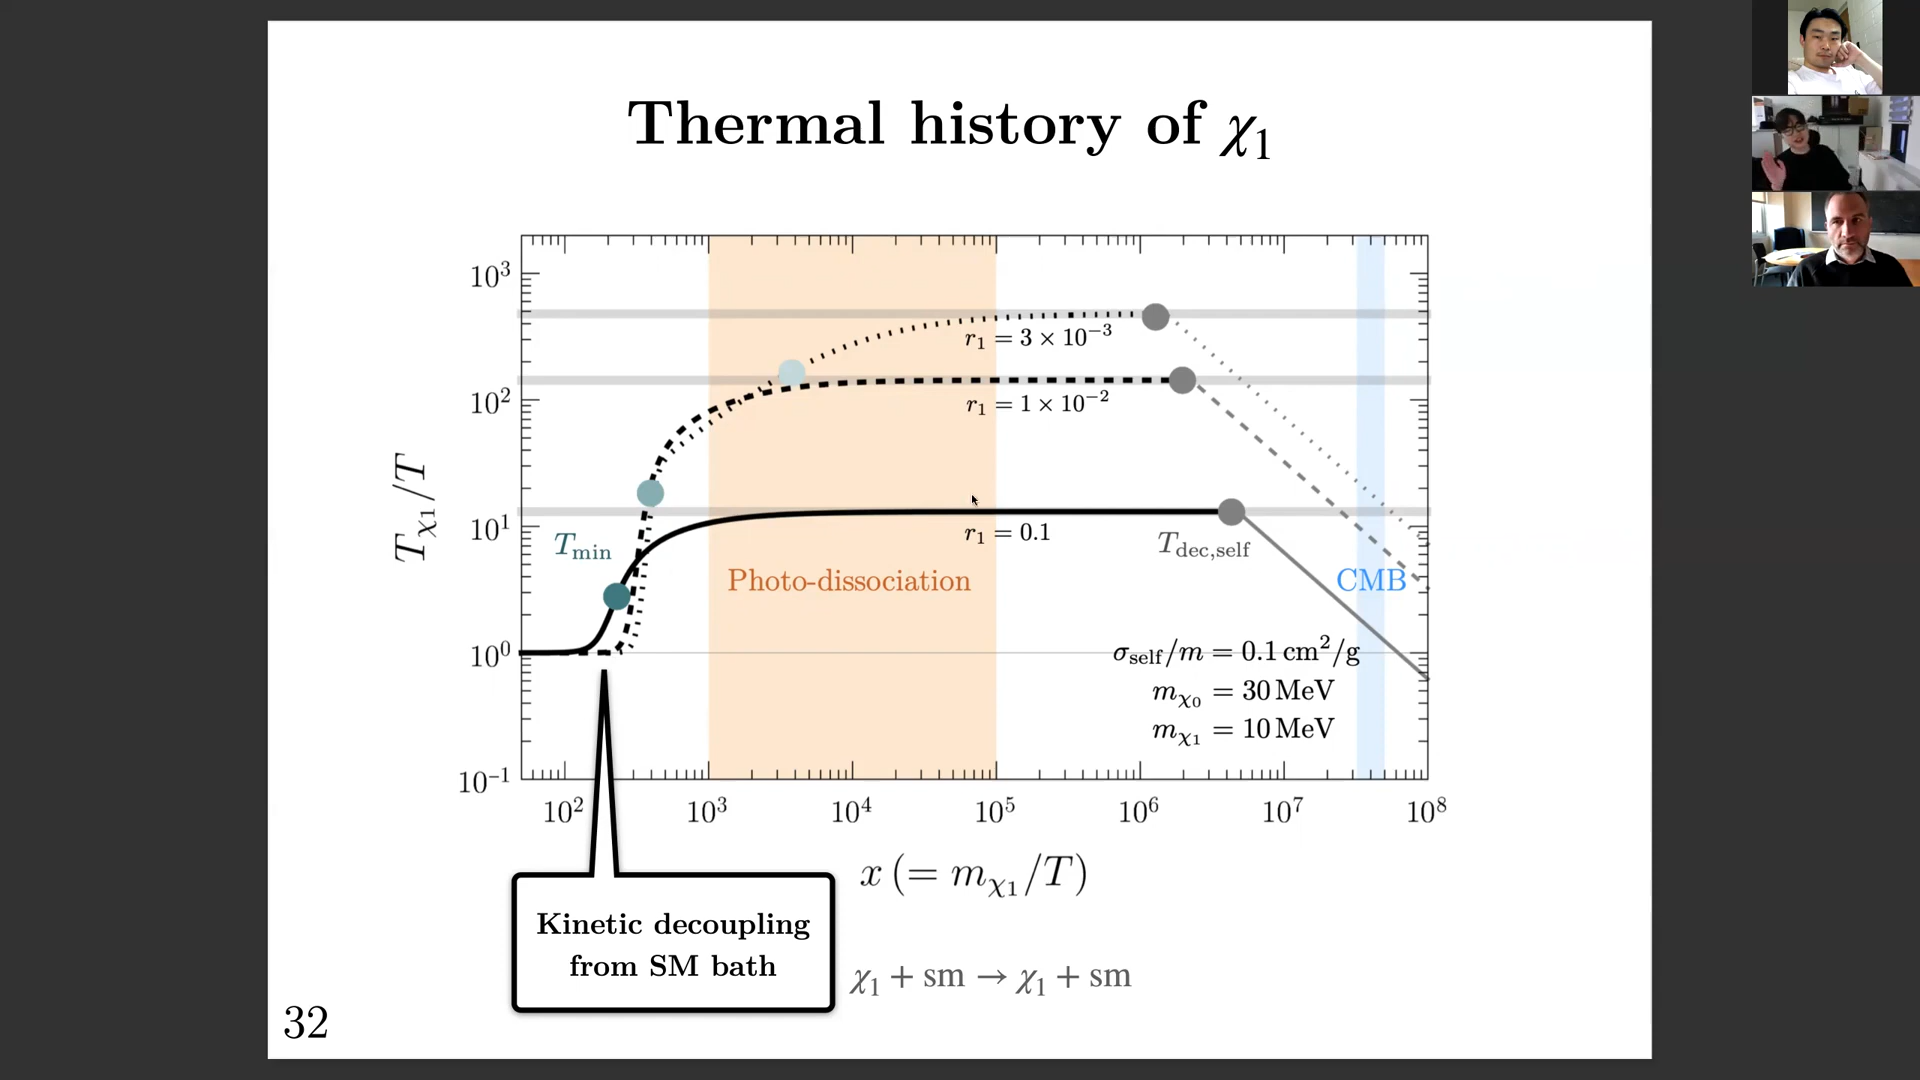 Thermal history of χ₁
10³
10²
10¹
10⁰
10⁻¹
T_χ₁/T
r₁ = 3 × 10⁻³
r₁ = 1 × 10⁻²
r₁ = 0.1
T_min
T_dec,self
Photo-dissociation
CMB
σ_self/m = 0.1 cm²/g
m_χ₀ = 30 MeV
m_χ₁ = 10 MeV
10² 10³ 10⁴ 10⁵ 10⁶ 10⁷ 10⁸
x (= m_χ₁/T)
Kinetic decoupling
from SM bath
χ₁ + sm → χ₁ + sm
32